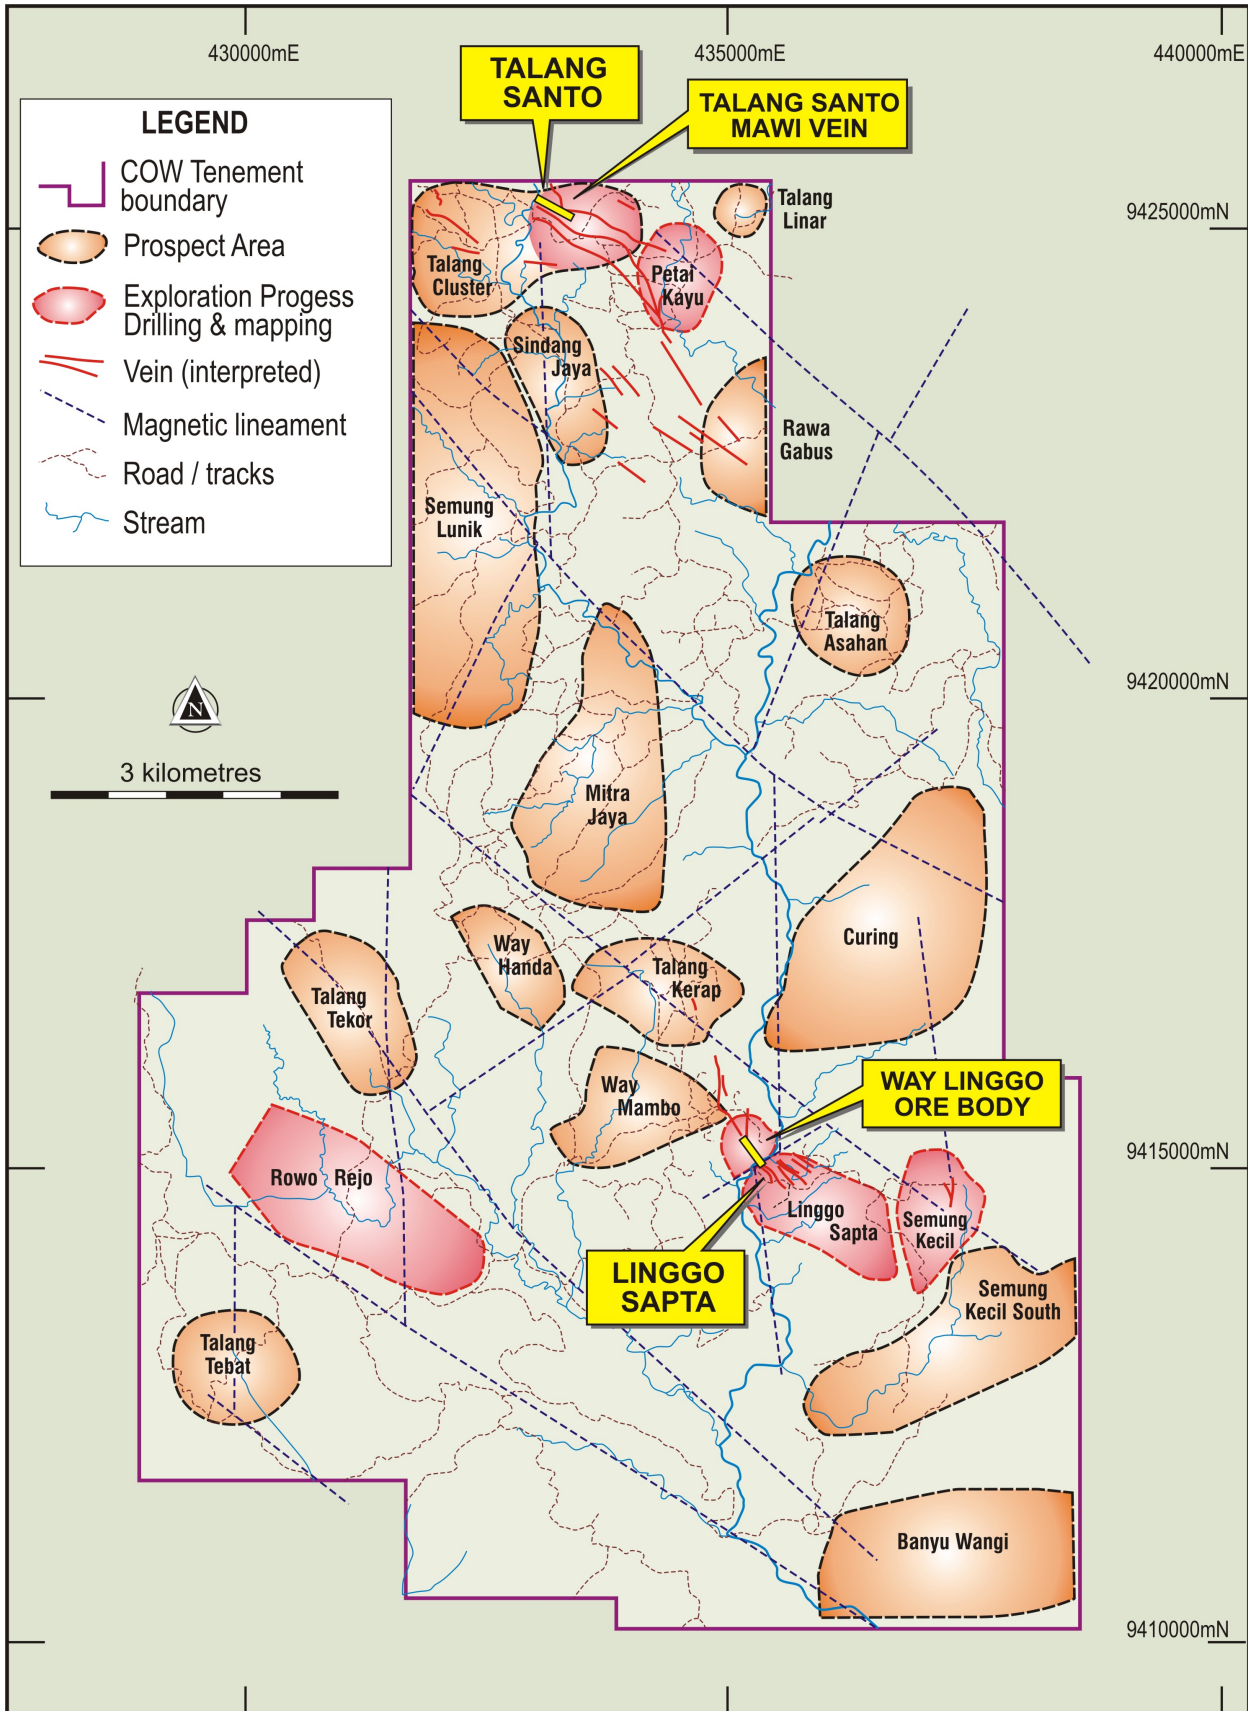 430000mE
435000mE
440000mE
TALANG
SANTO
TALANG SANTO
MAWI VEIN
LEGEND
COW Tenement
boundary
Prospect Area
Exploration Progess
Drilling & mapping
Vein (interpreted)
Magnetic lineament
Road / tracks
Stream
Talang
Linar
9425000mN
Talang
Cluster
Petai
Kayu
Sindang
Jaya
Rawa
Gabus
Semung
Lunik
Talang
Asahan
9420000mN
N
3 kilometres
Mitra
Jaya
Curing
Way
Handa
Talang
Kerap
Talang
Tekor
WAY LINGGO
ORE BODY
Way
Mambo
9415000mN
Rowo Rejo
Linggo
Sapta
Semung
Kecil
LINGGO
SAPTA
Semung
Kecil South
Talang
Tebat
Banyu Wangi
9410000mN